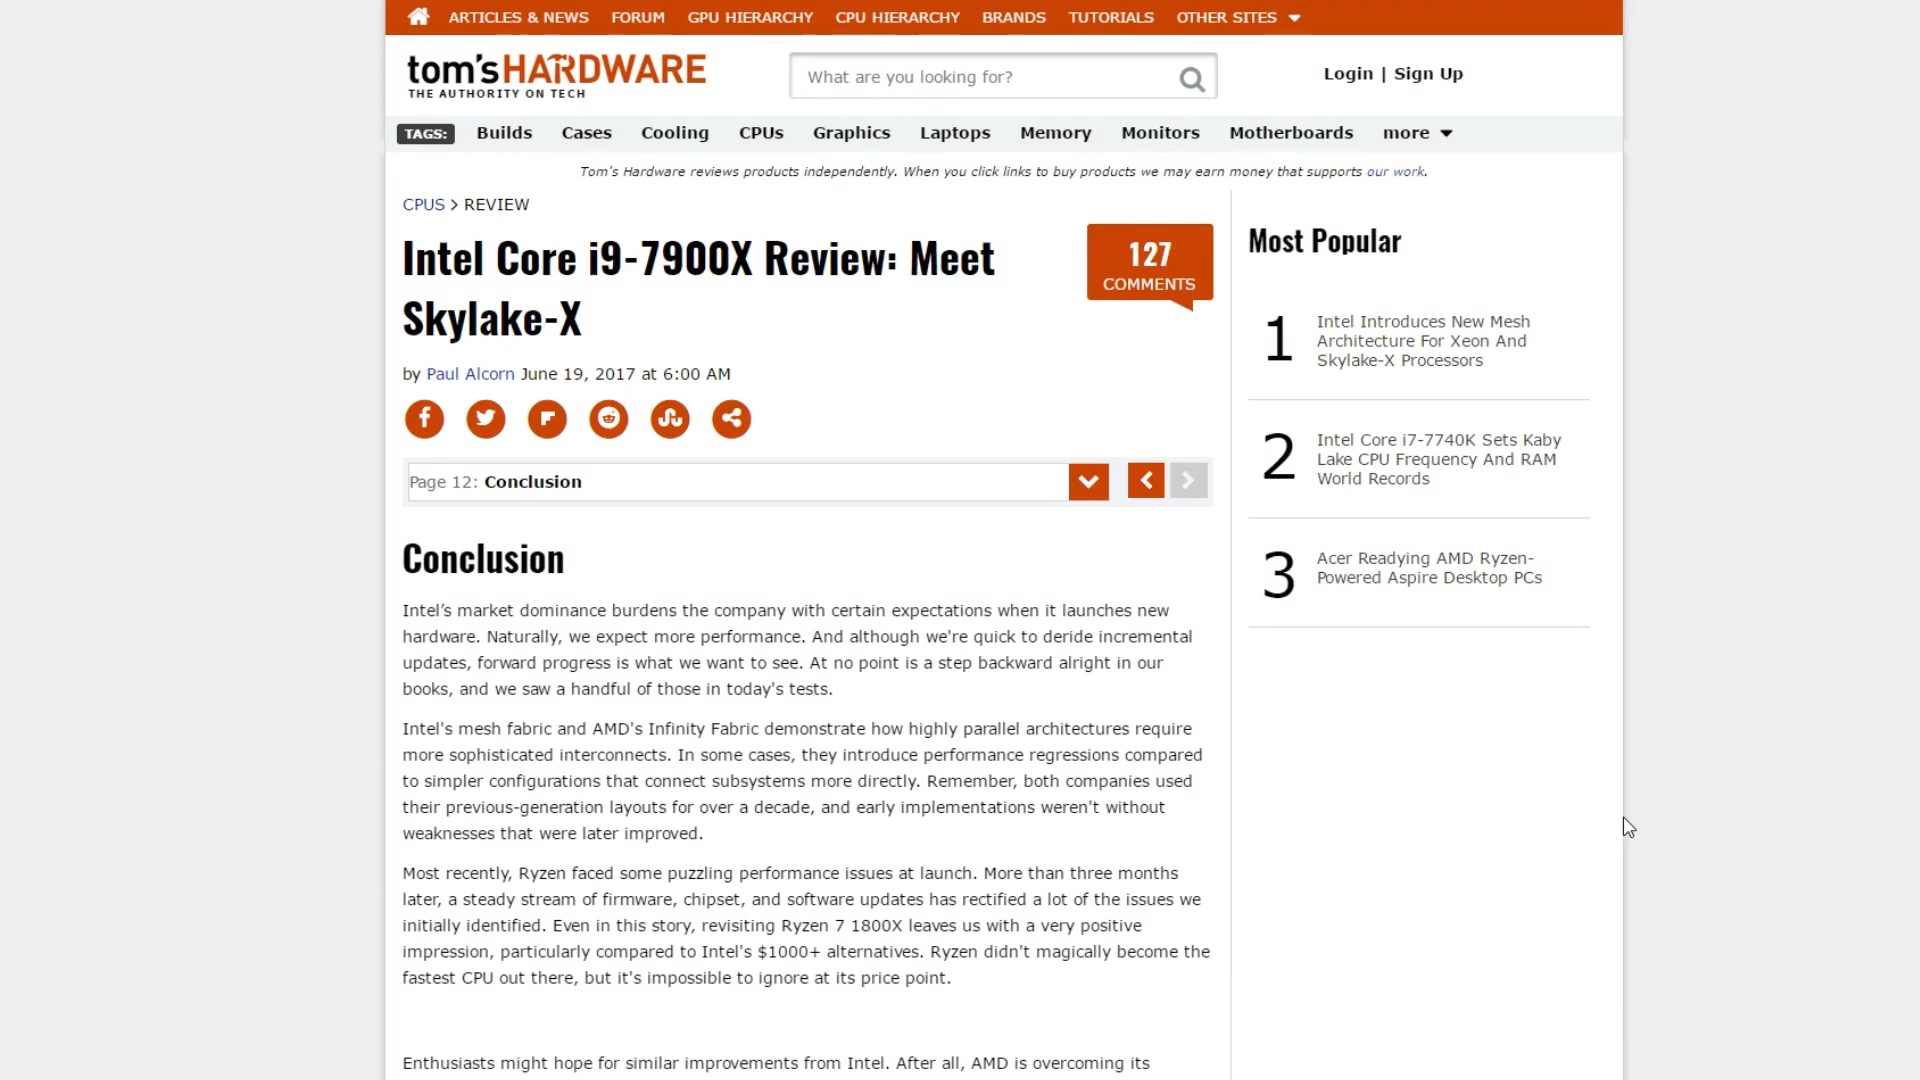 ARTICLES & NEWS FORUM GPU HIERARCHY CPU HIERARCHY BRANDS TUTORIALS OTHER SITES
tom's HARDWARE
THE AUTHORITY ON TECH
What are you looking for?
Login | Sign Up
TAGS: Builds Cases Cooling CPUs Graphics Laptops Memory Monitors Motherboards more
Tom's Hardware reviews products independently. When you click links to buy products we may earn money that supports our work.
CPUS > REVIEW
Intel Core i9-7900X Review: Meet
Skylake-X
127
COMMENTS
by Paul Alcorn June 19, 2017 at 6:00 AM
Page 12: Conclusion
Conclusion
Intel’s market dominance burdens the company with certain expectations when it launches new
hardware. Naturally, we expect more performance. And although we're quick to deride incremental
updates, forward progress is what we want to see. At no point is a step backward alright in our
books, and we saw a handful of those in today's tests.
Intel's mesh fabric and AMD's Infinity Fabric demonstrate how highly parallel architectures require
more sophisticated interconnects. In some cases, they introduce performance regressions compared
to simpler configurations that connect subsystems more directly. Remember, both companies used
their previous-generation layouts for over a decade, and early implementations weren't without
weaknesses that were later improved.
Most recently, Ryzen faced some puzzling performance issues at launch. More than three months
later, a steady stream of firmware, chipset, and software updates has rectified a lot of the issues we
initially identified. Even in this story, revisiting Ryzen 7 1800X leaves us with a very positive
impression, particularly compared to Intel's $1000+ alternatives. Ryzen didn't magically become the
fastest CPU out there, but it's impossible to ignore at its price point.
Enthusiasts might hope for similar improvements from Intel. After all, AMD is overcoming its
Most Popular
1
Intel Introduces New Mesh
Architecture For Xeon And
Skylake-X Processors
2
Intel Core i7-7740K Sets Kaby
Lake CPU Frequency And RAM
World Records
3
Acer Readying AMD Ryzen-
Powered Aspire Desktop PCs